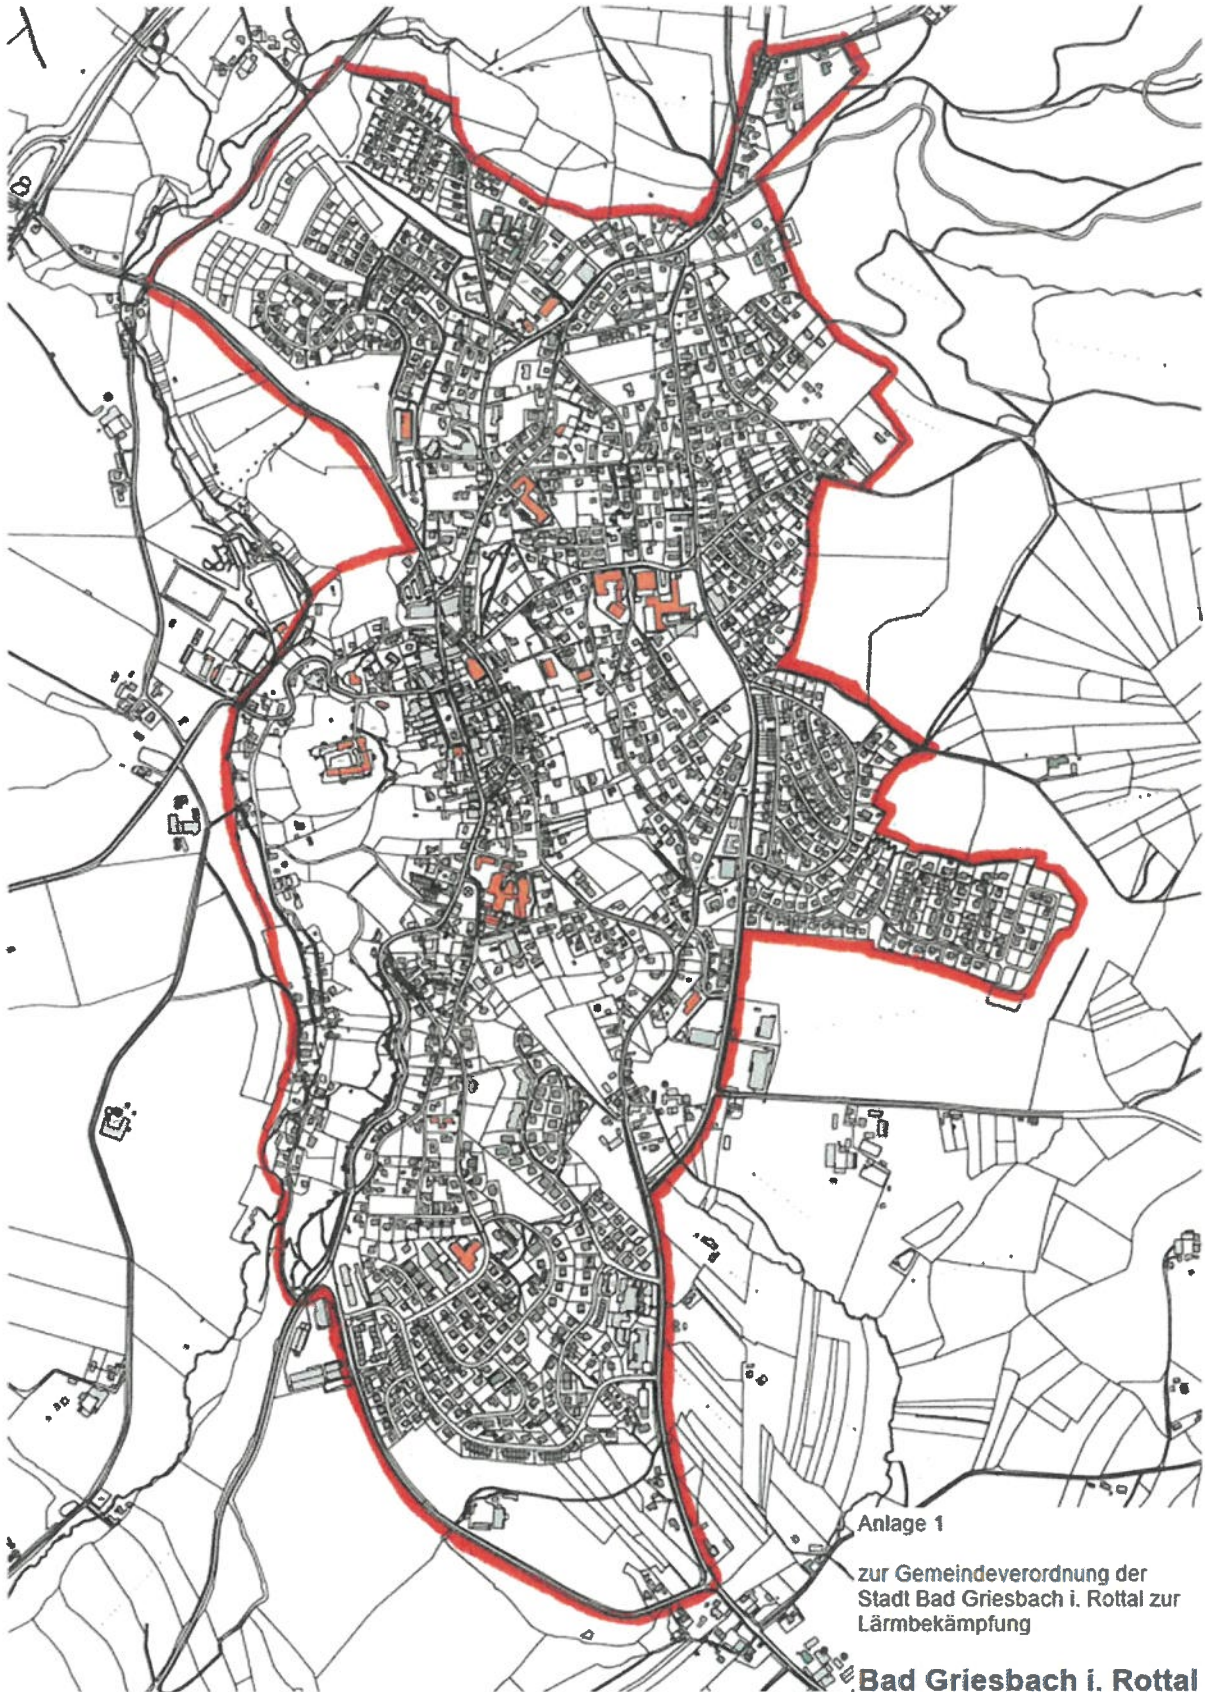 Anlage 1
zur Gemeindeverordnung der
Stadt Bad Griesbach i. Rottal zur
Lärmbekämpfung
Bad Griesbach i. Rottal